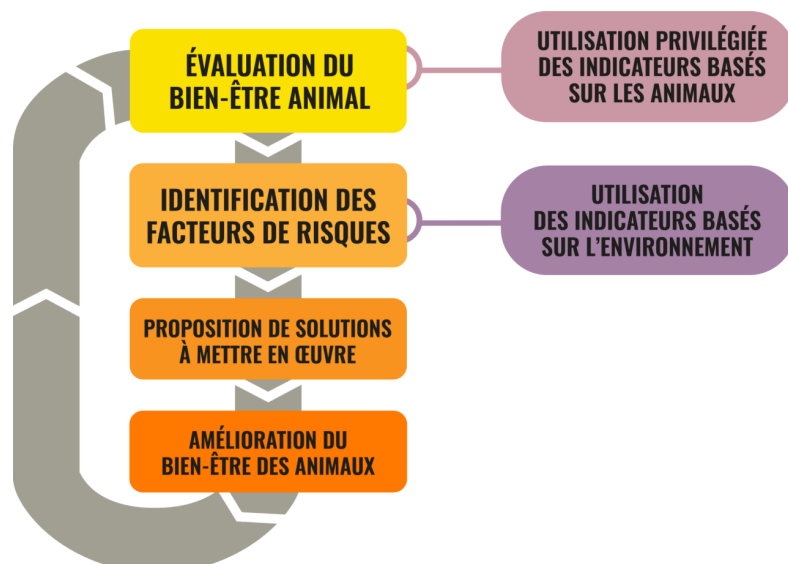 ÉVALUATION DU
BIEN-ÊTRE ANIMAL
UTILISATION PRIVILÉGIÉE
DES INDICATEURS BASÉS
SUR LES ANIMAUX
IDENTIFICATION DES
FACTEURS DE RISQUES
UTILISATION
DES INDICATEURS BASÉS
SUR L'ENVIRONNEMENT
PROPOSITION DE SOLUTIONS
À METTRE EN ŒUVRE
AMÉLIORATION DU
BIEN-ÊTRE DES ANIMAUX